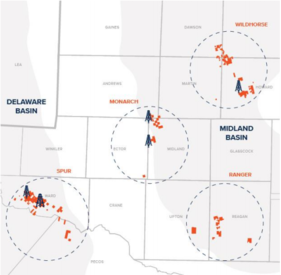 WILDHORSE
DAWSON
LEA
ANDREWS
MARTIN
HOWARD
DELAWARE
BASIN
MONARCH
MIDLAND
BASIN
WINKLER
ECTOR
MIDLAND
GLASSCOCK
SPUR
RANGER
WARD
CRANE
UPTON
REAGAN
PECOS